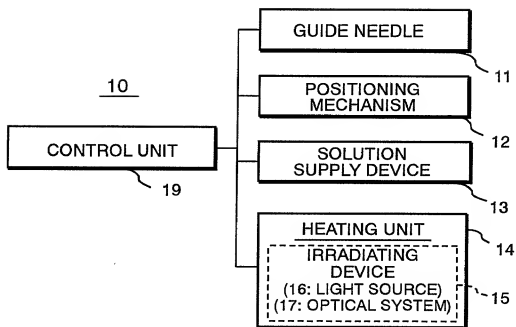 GUIDE NEEDLE
11
10
POSITIONING
MECHANISM
12
CONTROL UNIT
19
SOLUTION
SUPPLY DEVICE
13
HEATING UNIT
14
IRRADIATING
DEVICE
(16: LIGHT SOURCE)
(17: OPTICAL SYSTEM)
15